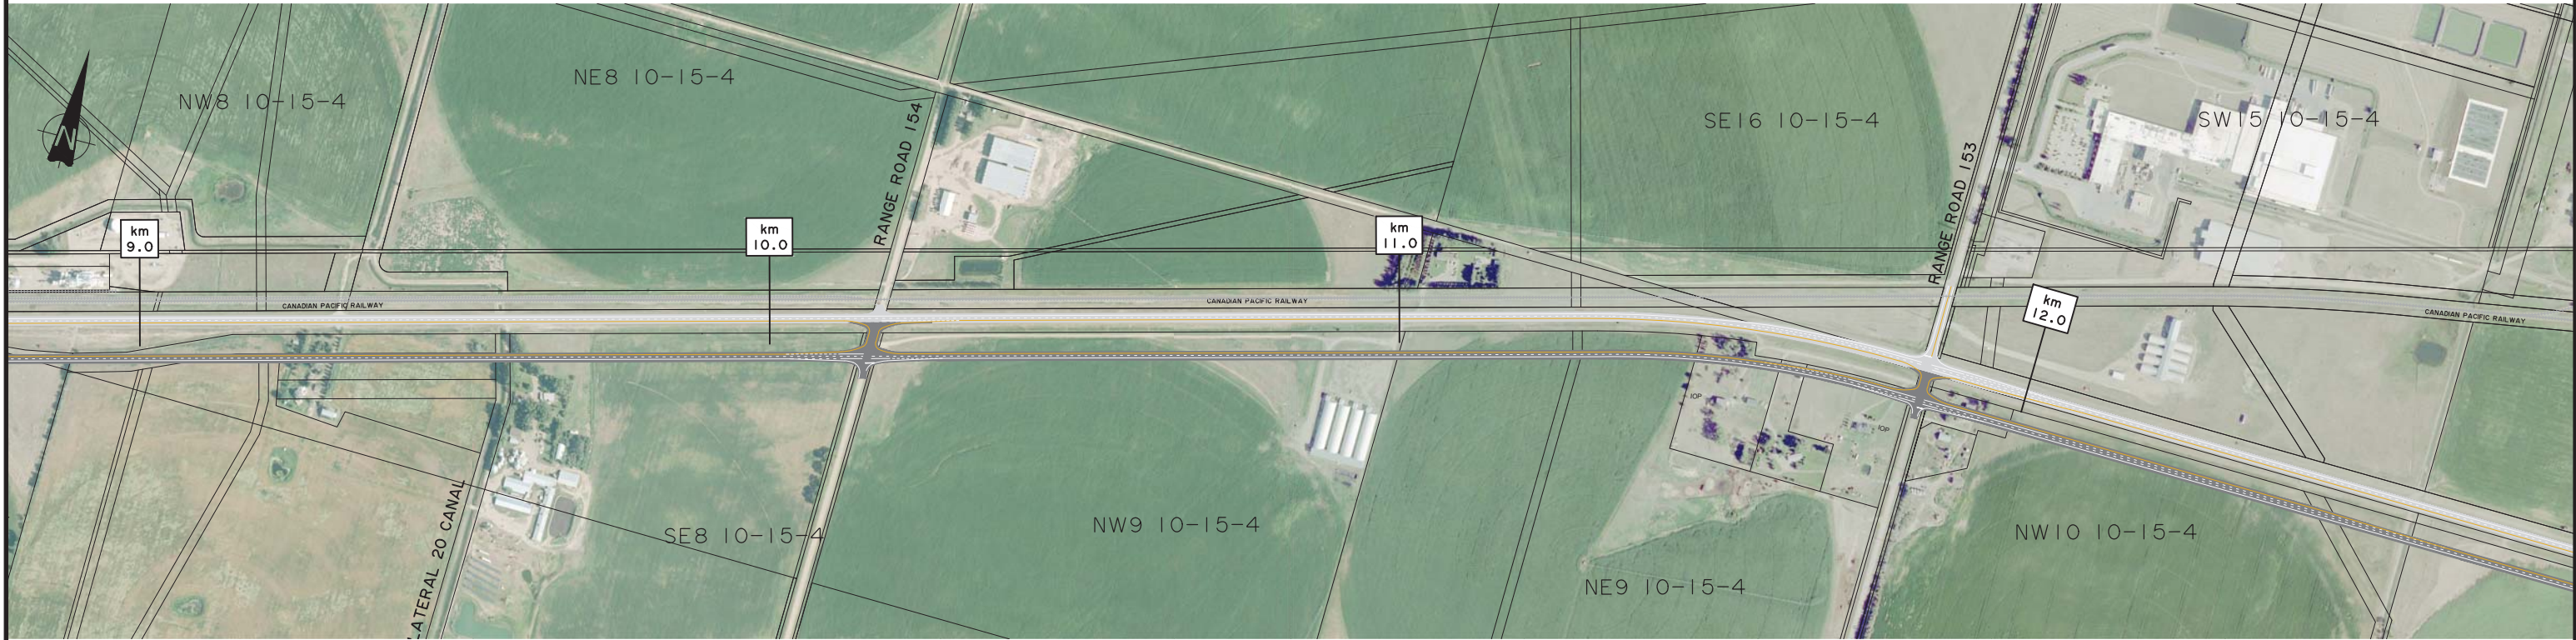 NE8 10-15-4
NW8 10-15-4
SE16 10-15-4
SW15 10-15-4
N
RANGE ROAD 154
RANGE ROAD 153
km
9.0
km
10.0
km
11.0
km
12.0
CANADIAN PACIFIC RAILWAY
CANADIAN PACIFIC RAILWAY
CANADIAN PACIFIC RAILWAY
IOP
IOP
LATERAL 20 CANAL
SE8 10-15-4
NW9 10-15-4
NW10 10-15-4
NE9 10-15-4